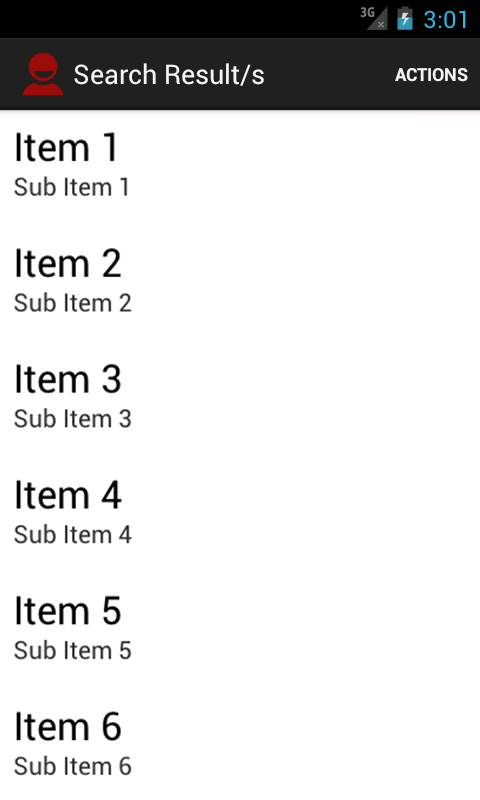 3G
3:01
Search Result/s
ACTIONS
Item 1
Sub Item 1
Item 2
Sub Item 2
Item 3
Sub Item 3
Item 4
Sub Item 4
Item 5
Sub Item 5
Item 6
Sub Item 6